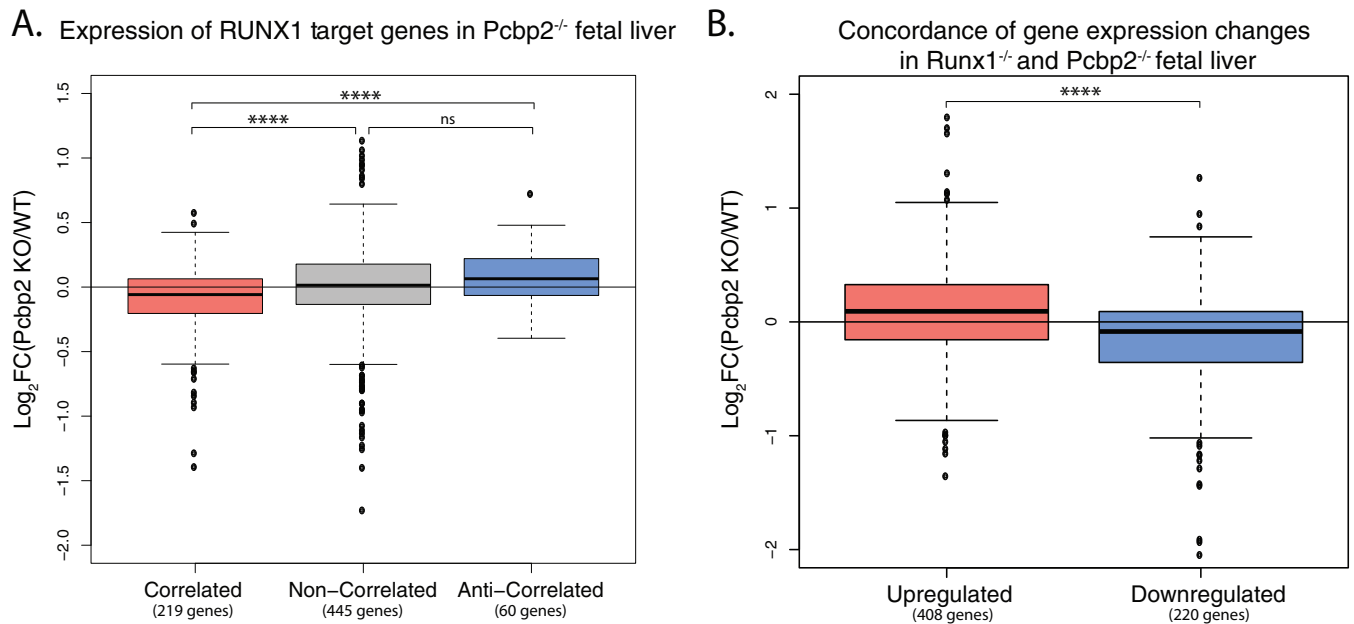 A. Expression of RUNX1 target genes in Pcbp2-/- fetal liver
Log2FC(Pcbp2 KO/WT)
1.5
1.0
0.5
0.0
−0.5
−1.0
−1.5
−2.0
****
****
ns
Correlated
(219 genes)
Non−Correlated
(445 genes)
Anti−Correlated
(60 genes)
B. Concordance of gene expression changes
in Runx1-/- and Pcbp2-/- fetal liver
Log2FC(Pcbp2 KO/WT)
2
1
0
−1
−2
****
Upregulated
(408 genes)
Downregulated
(220 genes)